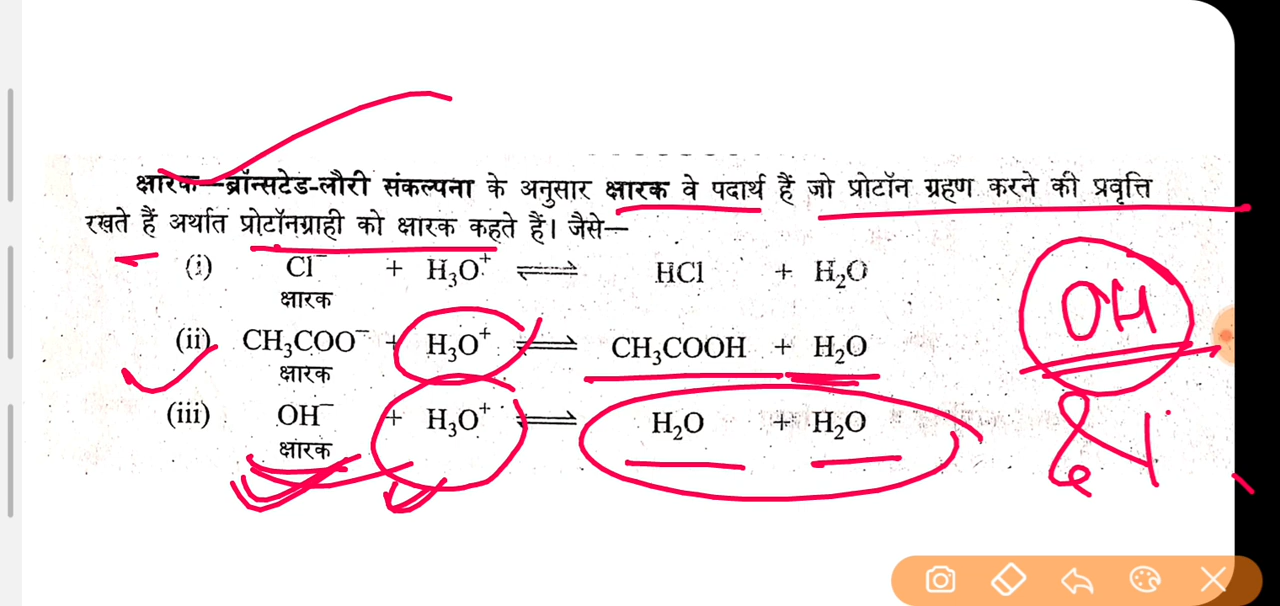 क्षारक—ब्रॉन्सटेड-लौरी संकल्पना के अनुसार क्षारक वे पदार्थ हैं जो प्रोटॉन ग्रहण करने की प्रवृत्ति
रखते हैं अर्थात प्रोटॉनग्राही को क्षारक कहते हैं। जैसे—
(i) Cl⁻ + H₃O⁺ ⇌ HCl + H₂O
क्षारक
(ii) CH₃COO⁻ + H₃O⁺ ⇌ CH₃COOH + H₂O
क्षारक
(iii) OH⁻ + H₃O⁺ ⇌ H₂O + H₂O
क्षारक
OH